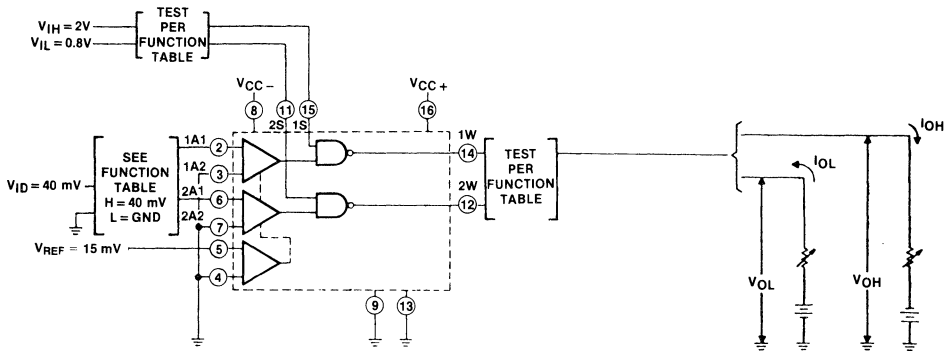 VIH = 2V
VIL = 0.8V
TEST
PER
FUNCTION
TABLE
VCC −
8
11
15
VCC +
16
2S
1S
1W
14
2W
12
1A1
2
1A2
3
2A1
6
2A2
7
5
4
SEE
FUNCTION
TABLE
H = 40 mV
L = GND
VID = 40 mV
VREF = 15 mV
9
13
TEST
PER
FUNCTION
TABLE
IOL
IOH
VOL
VOH